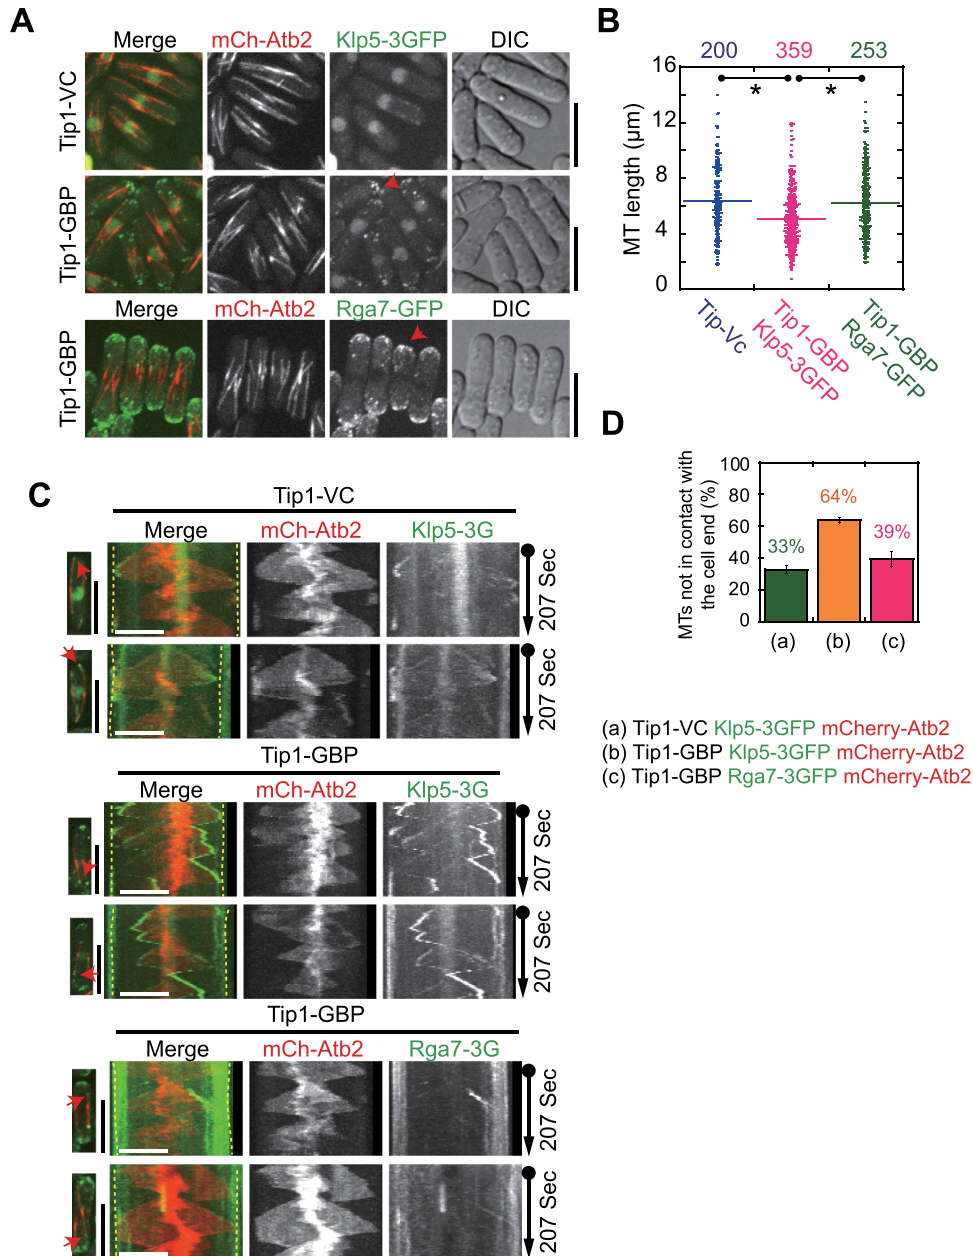 A
Merge mCh-Atb2 Klp5-3GFP DIC
Tip1-VC
Tip1-GBP
Merge mCh-Atb2 Rga7-GFP DIC
Tip1-GBP
B
200 359 253
MT length (μm)
16
12
8
4
0
* *
Tip-Vc
Tip1-GBP
Klp5-3GFP
Tip1-GBP
Rga7-GFP
C
Tip1-VC
Merge mCh-Atb2 Klp5-3G
207 Sec
207 Sec
Tip1-GBP
Merge mCh-Atb2 Klp5-3G
207 Sec
207 Sec
Tip1-GBP
Merge mCh-Atb2 Rga7-3G
207 Sec
207 Sec
D
MTs not in contact with
the cell end (%)
100
80
60
40
20
0
33%
64%
39%
(a) (b) (c)
(a) Tip1-VC Klp5-3GFP mCherry-Atb2
(b) Tip1-GBP Klp5-3GFP mCherry-Atb2
(c) Tip1-GBP Rga7-3GFP mCherry-Atb2